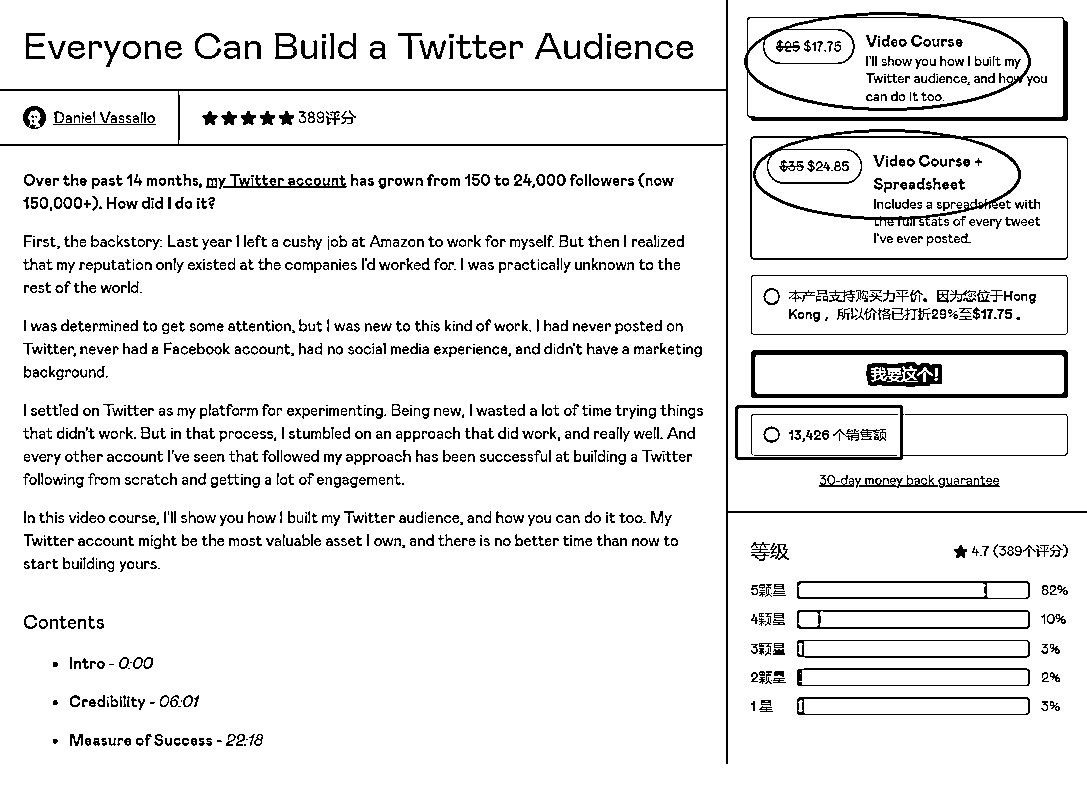 Everyone Can Build a Twitter Audience
Daniel Vassallo
389评分
Over the past 14 months, my Twitter account has grown from 150 to 24,000 followers (now
150,000+). How did I do it?
First, the backstory: Last year I left a cushy job at Amazon to work for myself. But then I realized
that my reputation only existed at the companies I'd worked for. I was practically unknown to the
rest of the world.
I was determined to get some attention, but I was new to this kind of work. I had never posted on
Twitter, never had a Facebook account, had no social media experience, and didn't have a marketing
background.
I settled on Twitter as my platform for experimenting. Being new, I wasted a lot of time trying things
that didn't work. But in that process, I stumbled on an approach that did work, and really well. And
every other account I've seen that followed my approach has been successful at building a Twitter
following from scratch and getting a lot of engagement.
In this video course, I'll show you how I built my Twitter audience, and how you can do it too. My
Twitter account might be the most valuable asset I own, and there is no better time than now to
start building yours.
Contents
• Intro - 0:00
• Credibility - 06:01
• Measure of Success - 22:18
$25 $17.75
Video Course
I'll show you how I built my
Twitter audience, and how you
can do it too.
$35 $24.85
Video Course +
Spreadsheet
Includes a spreadsheet with
the full stats of every tweet
I've ever posted.
本产品支持购买力平价。因为您位于Hong
Kong，所以价格已打折29%至$17.75。
我要这个!
13,426 个销售额
30-day money back guarantee
等级
4.7 (389个评分)
5颗星 82%
4颗星 10%
3颗星 3%
2颗星 2%
1星 3%